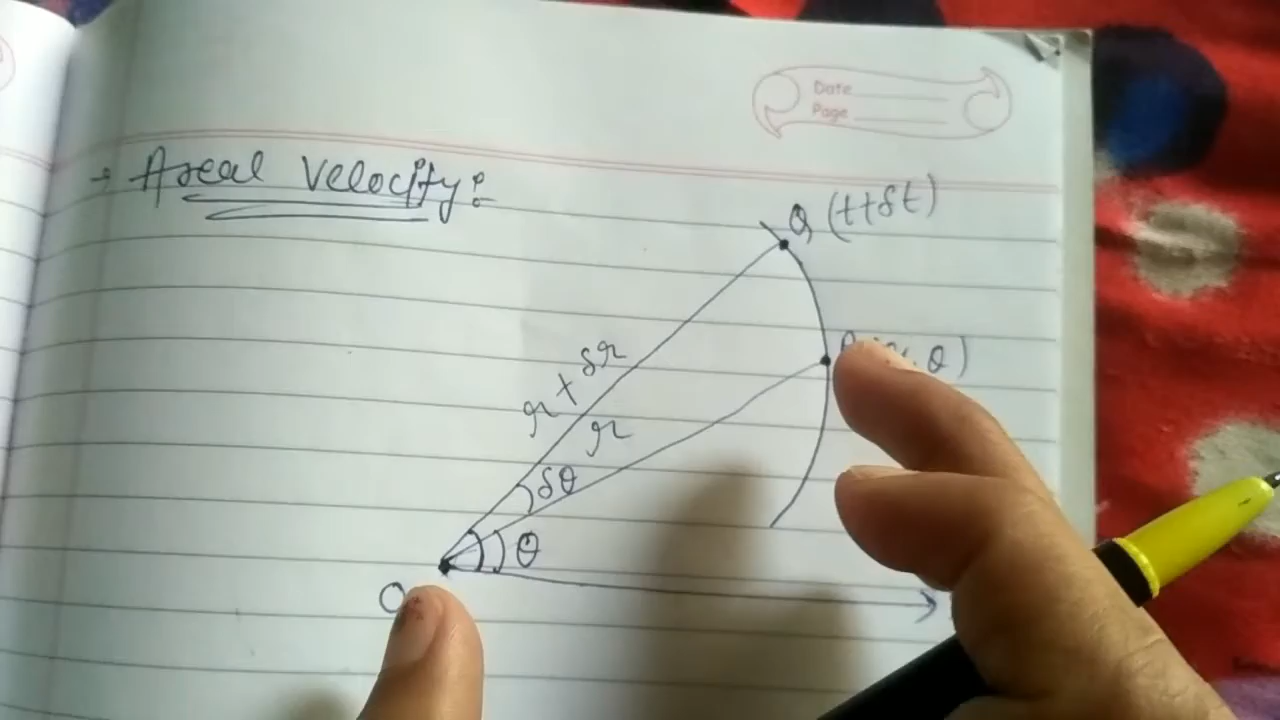 Date
Page
→ Areal Velocity:
Q (t+δt)
θ)
r + δr
r
δθ
θ
O